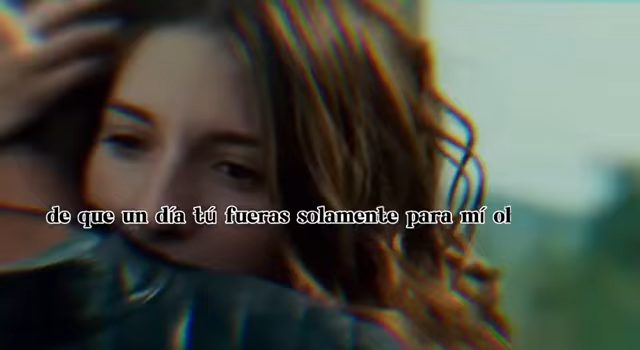 de que un día tú fueras solamente para mí ol